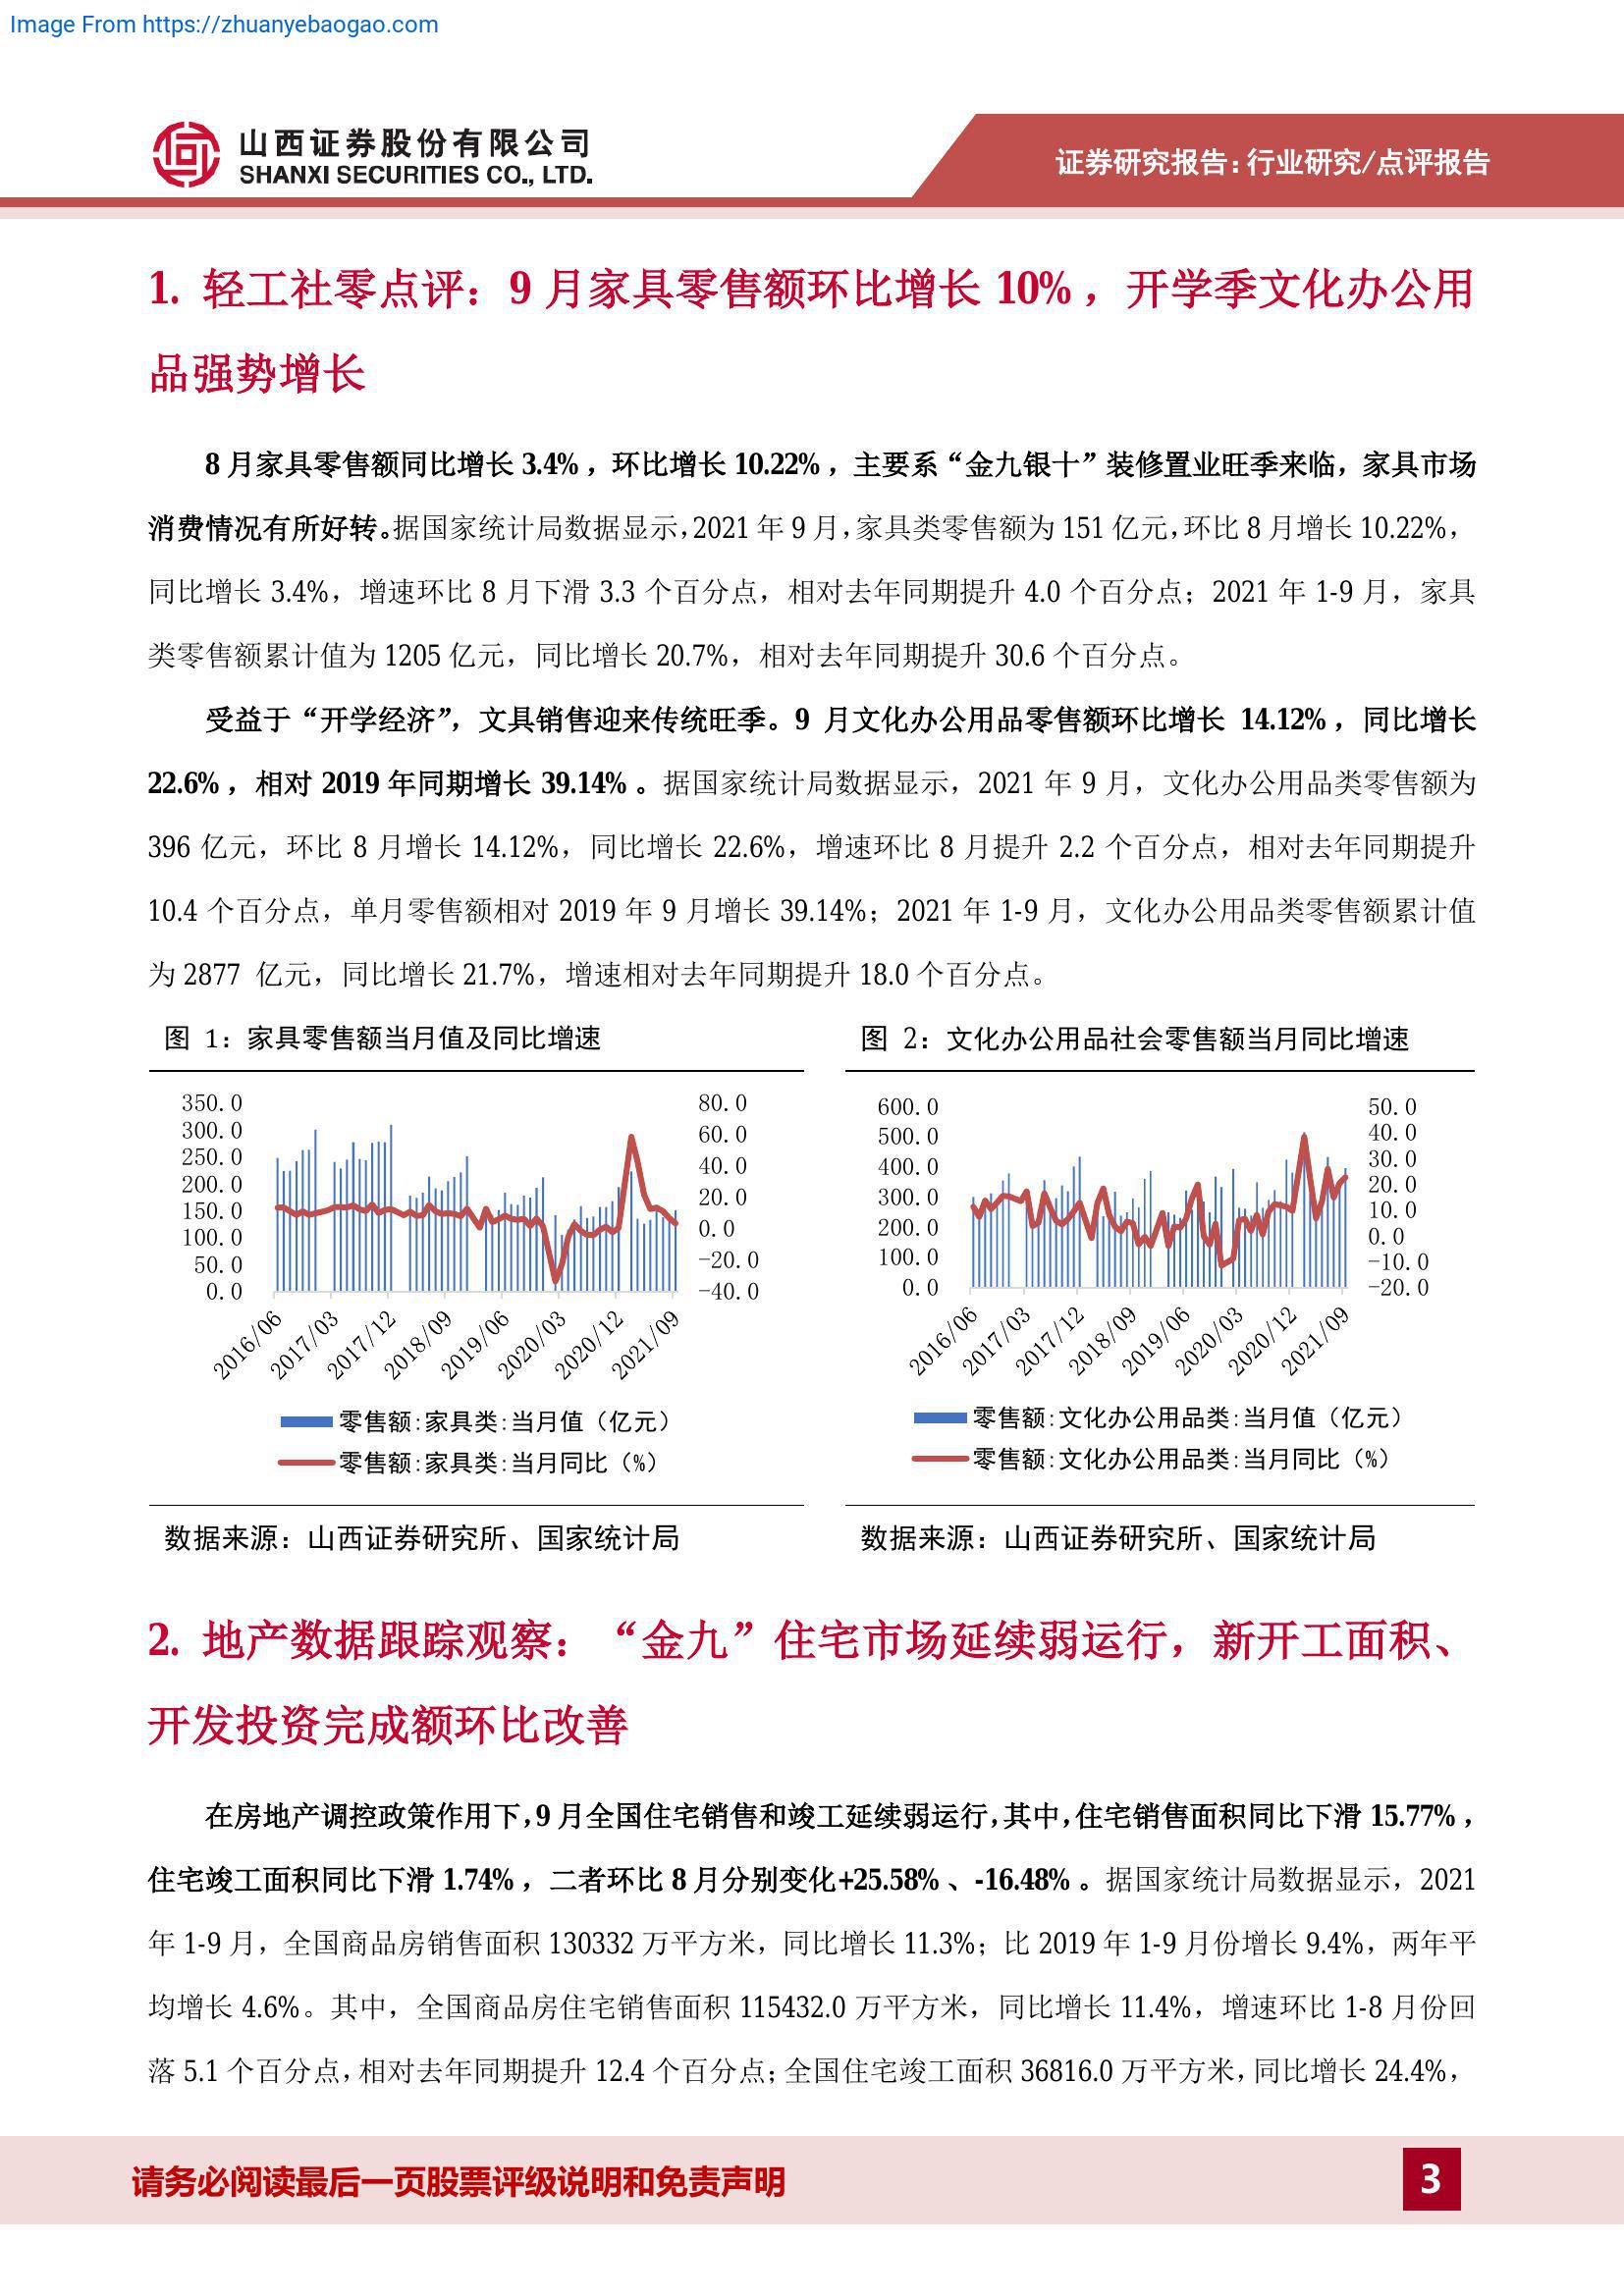 Image From https://zhuanyebaogao.com
山西证券股份有限公司
SHANXI SECURITIES CO., LTD.
证券研究报告:行业研究/点评报告
1. 轻工社零点评：9 月家具零售额环比增长 10%，开学季文化办公用
品强势增长
8 月家具零售额同比增长 3.4%，环比增长 10.22%，主要系“金九银十”装修置业旺季来临，家具市场
消费情况有所好转。据国家统计局数据显示，2021 年 9 月，家具类零售额为 151 亿元，环比 8 月增长 10.22%，
同比增长 3.4%，增速环比 8 月下滑 3.3 个百分点，相对去年同期提升 4.0 个百分点；2021 年 1-9 月，家具
类零售额累计值为 1205 亿元，同比增长 20.7%，相对去年同期提升 30.6 个百分点。
受益于“开学经济”，文具销售迎来传统旺季。9 月文化办公用品零售额环比增长 14.12%，同比增长
22.6%，相对 2019 年同期增长 39.14%。据国家统计局数据显示，2021 年 9 月，文化办公用品类零售额为
396 亿元，环比 8 月增长 14.12%，同比增长 22.6%，增速环比 8 月提升 2.2 个百分点，相对去年同期提升
10.4 个百分点，单月零售额相对 2019 年 9 月增长 39.14%；2021 年 1-9 月，文化办公用品类零售额累计值
为 2877 亿元，同比增长 21.7%，增速相对去年同期提升 18.0 个百分点。
图 1：家具零售额当月值及同比增速
350.0
300.0
250.0
200.0
150.0
100.0
50.0
0.0
80.0
60.0
40.0
20.0
0.0
-20.0
-40.0
2016/06
2017/03
2017/12
2018/09
2019/06
2020/03
2020/12
2021/09
零售额:家具类:当月值（亿元）
零售额:家具类:当月同比（%）
数据来源：山西证券研究所、国家统计局
图 2：文化办公用品社会零售额当月同比增速
600.0
500.0
400.0
300.0
200.0
100.0
0.0
50.0
40.0
30.0
20.0
10.0
0.0
-10.0
-20.0
2016/06
2017/03
2017/12
2018/09
2019/06
2020/03
2020/12
2021/09
零售额:文化办公用品类:当月值（亿元）
零售额:文化办公用品类:当月同比（%）
数据来源：山西证券研究所、国家统计局
2. 地产数据跟踪观察：“金九”住宅市场延续弱运行，新开工面积、
开发投资完成额环比改善
在房地产调控政策作用下，9 月全国住宅销售和竣工延续弱运行，其中，住宅销售面积同比下滑 15.77%，
住宅竣工面积同比下滑 1.74%，二者环比 8 月分别变化+25.58%、-16.48%。据国家统计局数据显示，2021
年 1-9 月，全国商品房销售面积 130332 万平方米，同比增长 11.3%；比 2019 年 1-9 月份增长 9.4%，两年平
均增长 4.6%。其中，全国商品房住宅销售面积 115432.0 万平方米，同比增长 11.4%，增速环比 1-8 月份回
落 5.1 个百分点，相对去年同期提升 12.4 个百分点；全国住宅竣工面积 36816.0 万平方米，同比增长 24.4%，
请务必阅读最后一页股票评级说明和免责声明
3